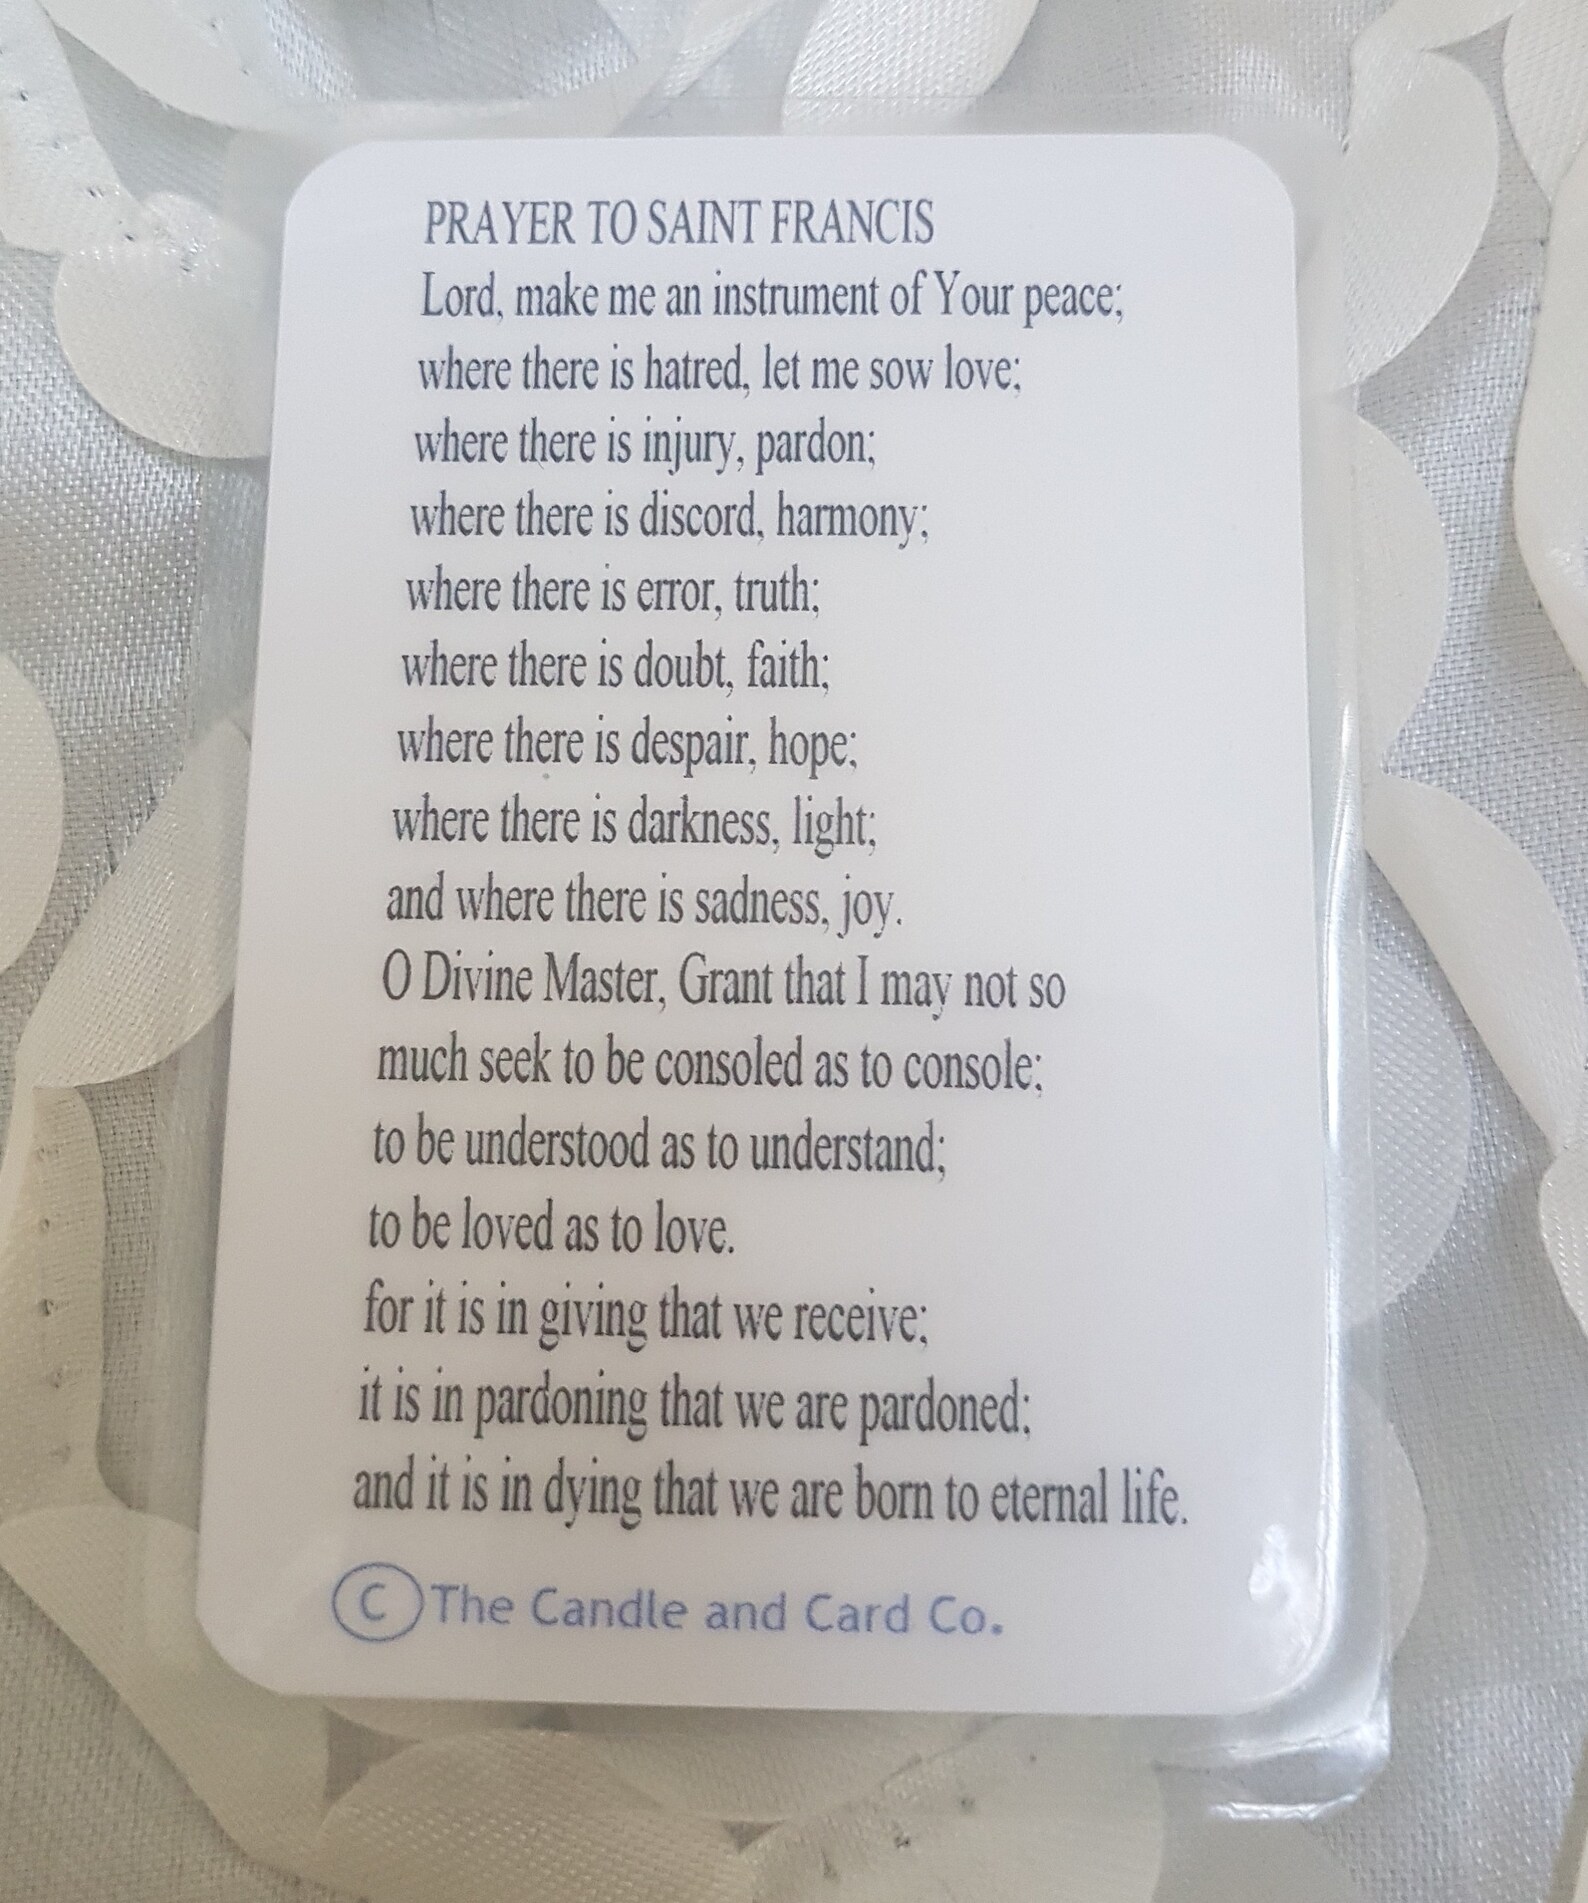 PRAYER TO SAINT FRANCIS
Lord, make me an instrument of Your peace;
where there is hatred, let me sow love;
where there is injury, pardon;
where there is discord, harmony;
where there is error, truth;
where there is doubt, faith;
where there is despair, hope;
where there is darkness, light;
and where there is sadness, joy.
O Divine Master, Grant that I may not so
much seek to be consoled as to console;
to be understood as to understand;
to be loved as to love.
for it is in giving that we receive;
it is in pardoning that we are pardoned;
and it is in dying that we are born to eternal life.
© The Candle and Card Co.